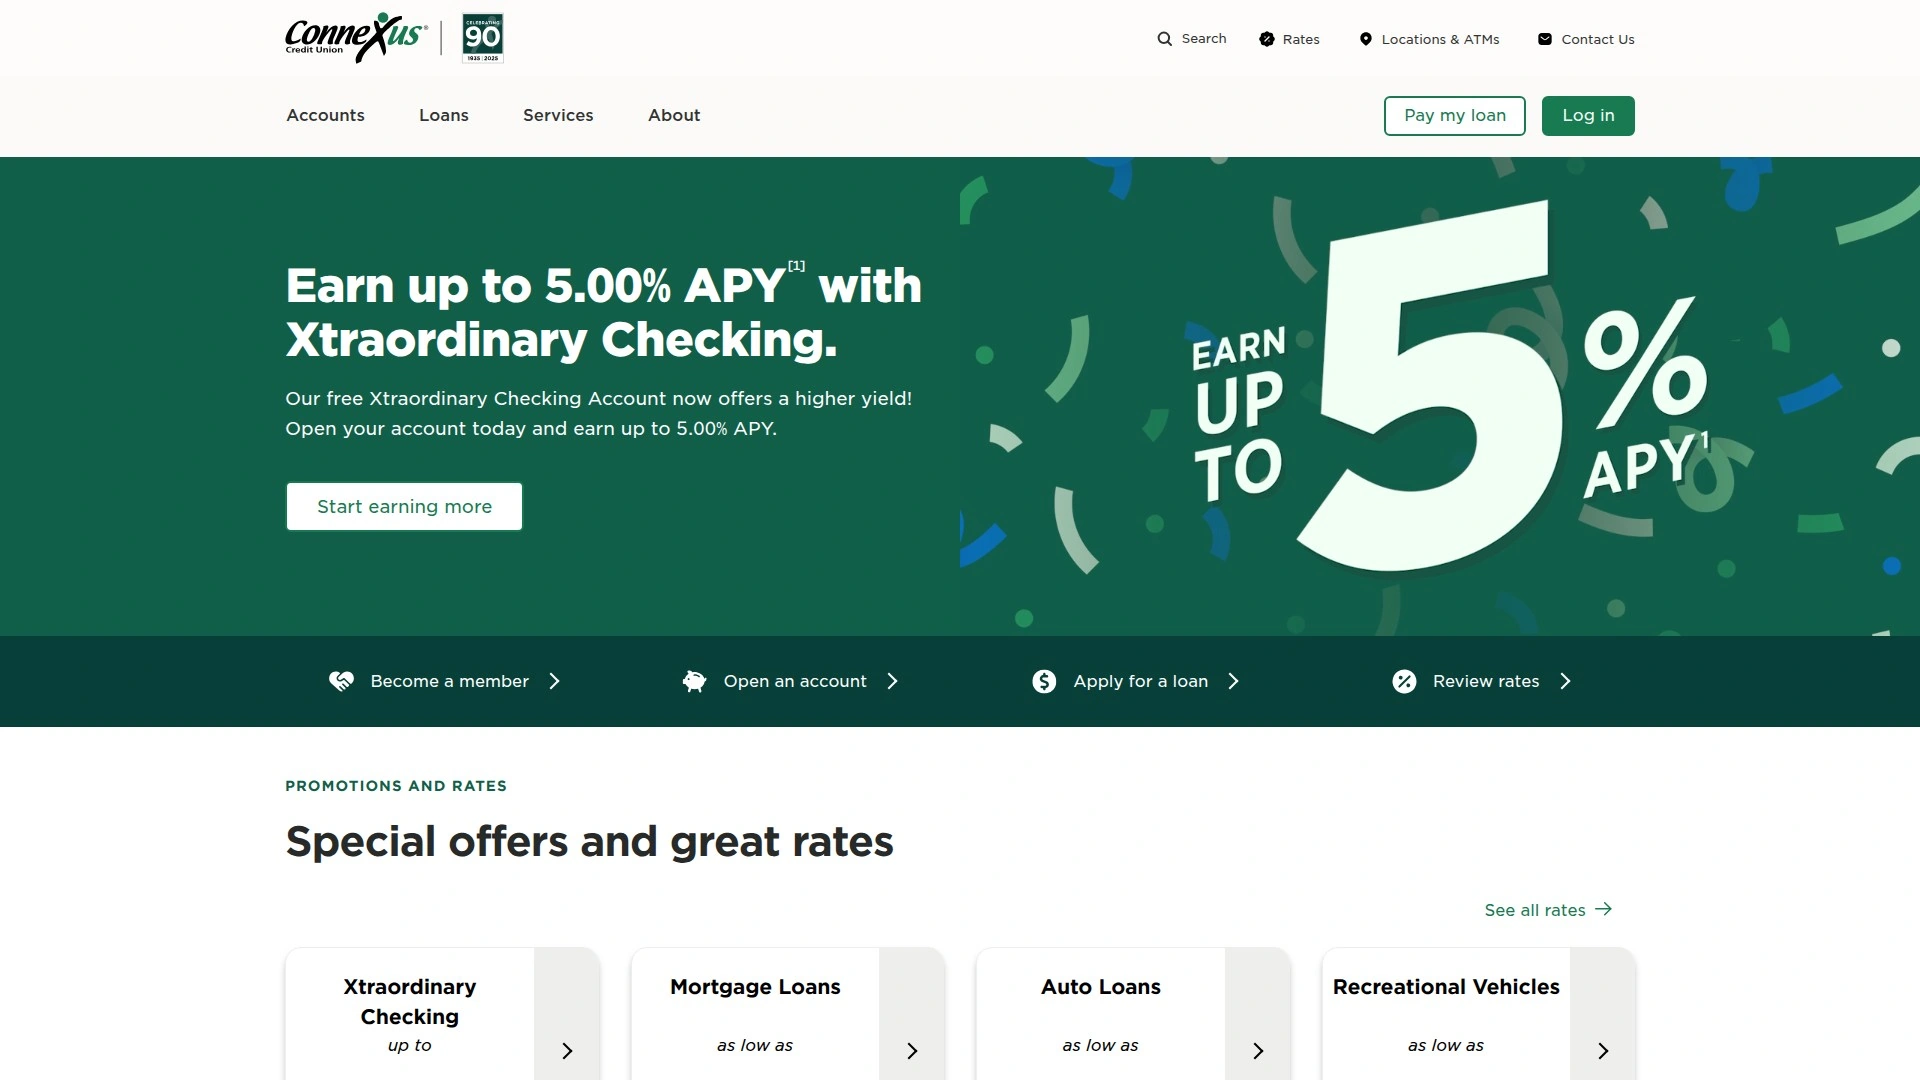 Connexus®
Credit Union
CELEBRATING
90
1935 | 2025
Search
Rates
Locations & ATMs
Contact Us
Accounts
Loans
Services
About
Pay my loan
Log in
Earn up to 5.00% APY[1] with
Xtraordinary Checking.
Our free Xtraordinary Checking Account now offers a higher yield!
Open your account today and earn up to 5.00% APY.
Start earning more
EARN
UP
TO
5%
APY1
Become a member
Open an account
Apply for a loan
Review rates
PROMOTIONS AND RATES
Special offers and great rates
See all rates
Xtraordinary
Checking
up to
Mortgage Loans
as low as
Auto Loans
as low as
Recreational Vehicles
as low as